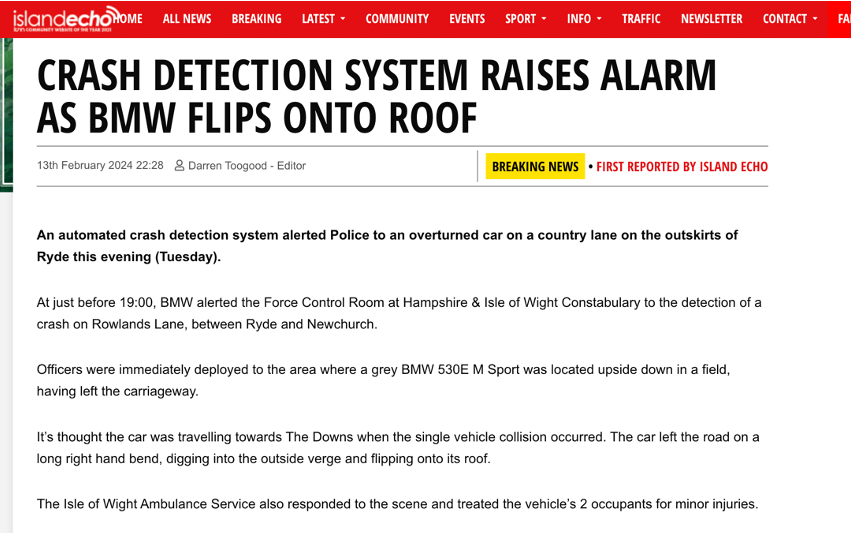 islandecho
COMMUNITY WEBSITE OF THE YEAR 2021
HOME ALL NEWS BREAKING LATEST COMMUNITY EVENTS SPORT INFO TRAFFIC NEWSLETTER CONTACT
CRASH DETECTION SYSTEM RAISES ALARM
AS BMW FLIPS ONTO ROOF
13th February 2024 22:28 Darren Toogood - Editor
BREAKING NEWS • FIRST REPORTED BY ISLAND ECHO
An automated crash detection system alerted Police to an overturned car on a country lane on the outskirts of
Ryde this evening (Tuesday).
At just before 19:00, BMW alerted the Force Control Room at Hampshire & Isle of Wight Constabulary to the detection of a
crash on Rowlands Lane, between Ryde and Newchurch.
Officers were immediately deployed to the area where a grey BMW 530E M Sport was located upside down in a field,
having left the carriageway.
It’s thought the car was travelling towards The Downs when the single vehicle collision occurred. The car left the road on a
long right hand bend, digging into the outside verge and flipping onto its roof.
The Isle of Wight Ambulance Service also responded to the scene and treated the vehicle’s 2 occupants for minor injuries.